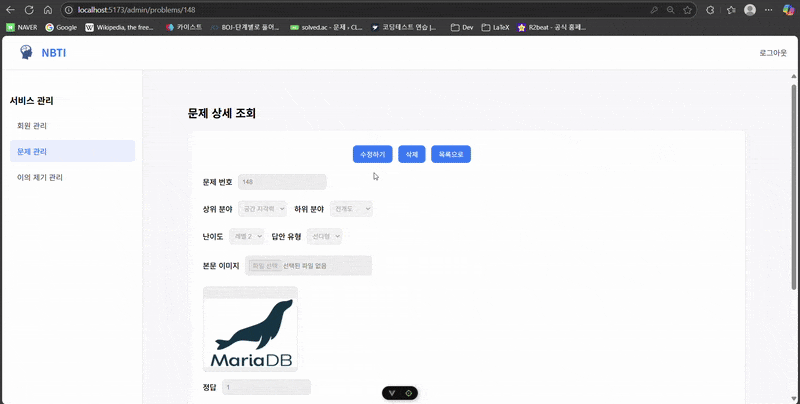 localhost:5173/admin/problems/148
NAVER Google Wikipedia, the free... 카이스트 BOJ-단계별로 풀어... solved.ac - 문제 › CL... 코딩테스트 연습 |... Dev LaTeX R2beat - 공식 홈페...
NBTI 로그아웃
서비스 관리
회원 관리
문제 관리
이의 제기 관리
문제 상세 조회
수정하기 삭제 목록으로
문제 번호 148
상위 분야 공간 지각력 하위 분야 전개도
난이도 레벨 2 답안 유형 선다형
본문 이미지 파일 선택 선택된 파일 없음
MariaDB
정답 1